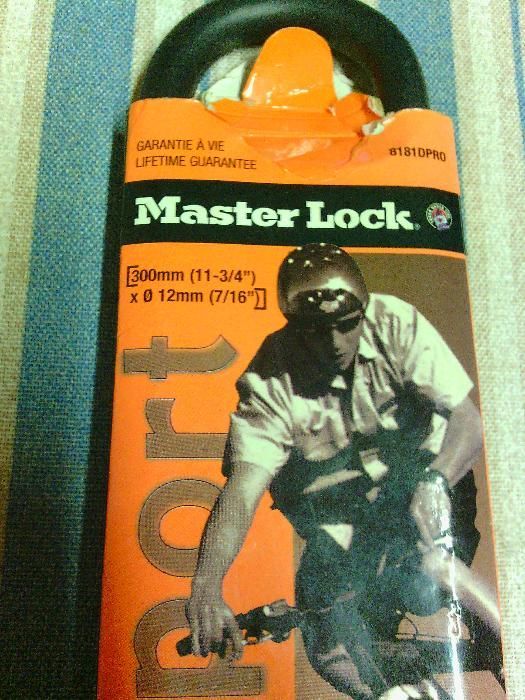 GARANTIE À VIE
LIFETIME GUARANTEE
8181DPRO
Master Lock
300mm (11-3/4")
x Ø 12mm (7/16")
port